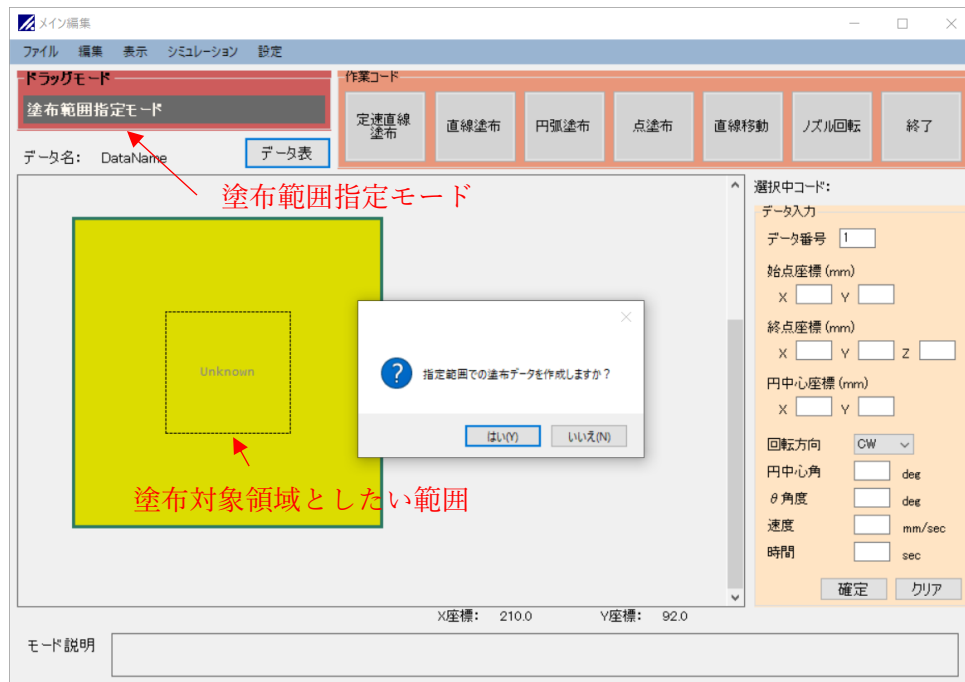 メイン編集
ファイル 編集 表示 シミュレーション 設定
ドラッグモード
塗布範囲指定モード
データ名: DataName
データ表
作業コード
定速直線
塗布
直線塗布
円弧塗布
点塗布
直線移動
ノズル回転
終了
塗布範囲指定モード
Unknown
塗布対象領域としたい範囲
指定範囲での塗布データを作成しますか?
はい(Y)
いいえ(N)
選択中コード:
データ入力
データ番号 1
始点座標(mm)
X Y
終点座標(mm)
X Y Z
円中心座標(mm)
X Y
回転方向 CW
円中心角 deg
θ角度 deg
速度 mm/sec
時間 sec
確定 クリア
X座標: 210.0 Y座標: 92.0
モード説明